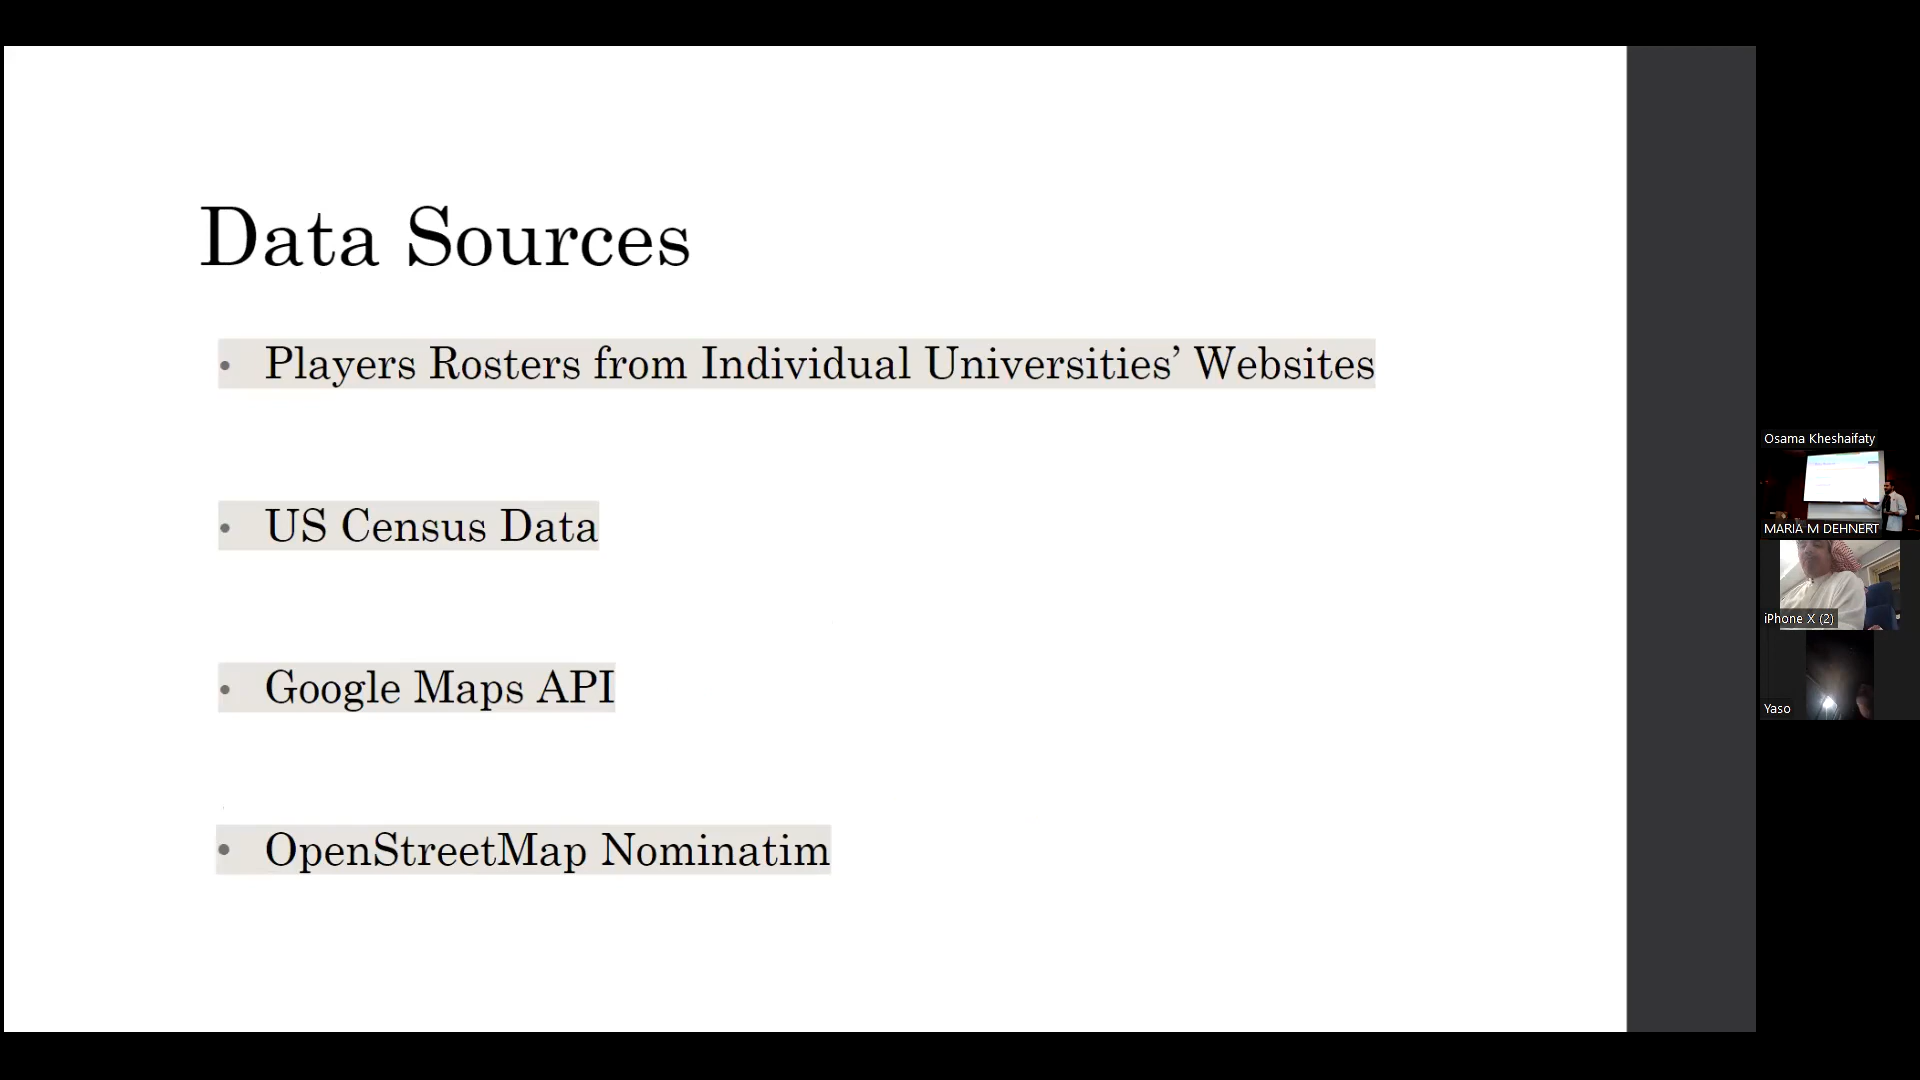 Data Sources
• Players Rosters from Individual Universities’ Websites
• US Census Data
• Google Maps API
• OpenStreetMap Nominatim
Osama Kheshaifaty
MARIA M DEHNERT
iPhone X (2)
Yaso